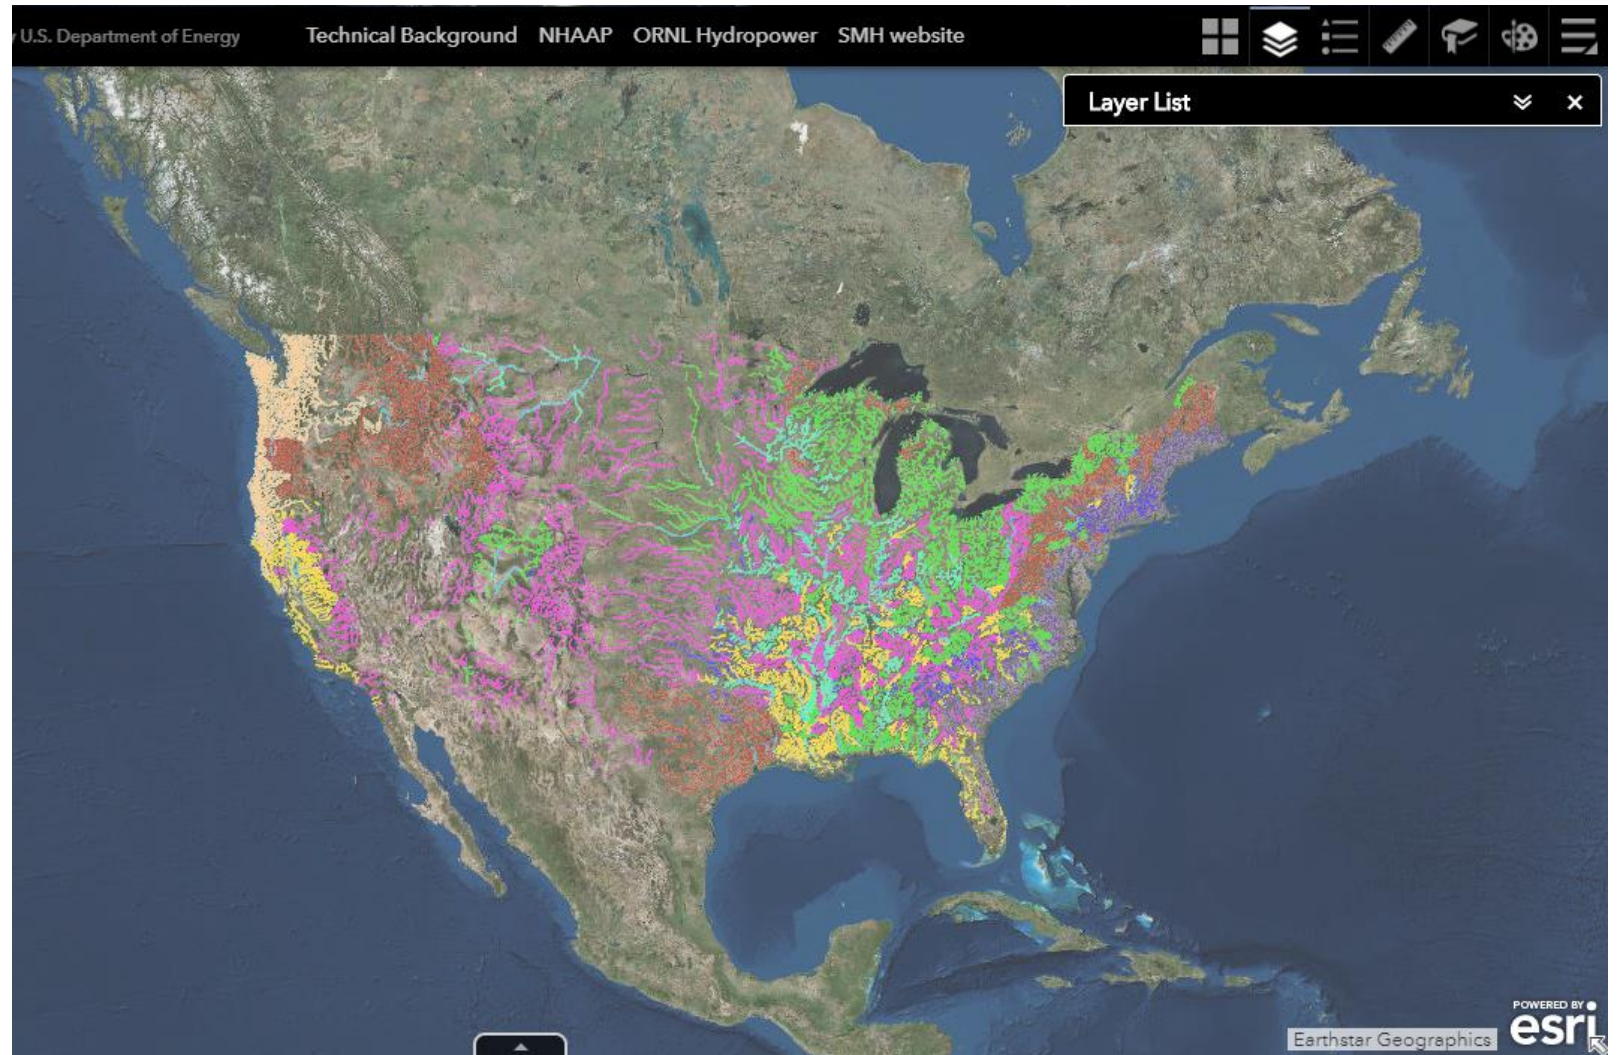 U.S. Department of Energy Technical Background NHAAP ORNL Hydropower SMH website
Layer List
POWERED BY
esri
Earthstar Geographics